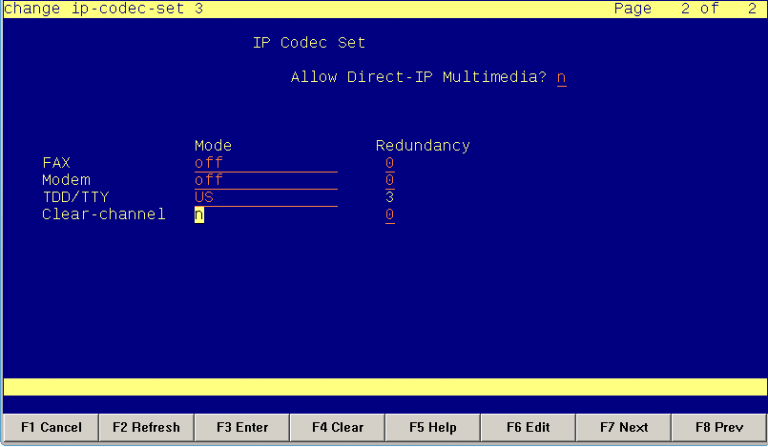 change ip-codec-set 3 Page 2 of 2
IP Codec Set
Allow Direct-IP Multimedia? n
Mode Redundancy
FAX off 0
Modem off 0
TDD/TTY US 3
Clear-channel n 0
F1 Cancel F2 Refresh F3 Enter F4 Clear F5 Help F6 Edit F7 Next F8 Prev